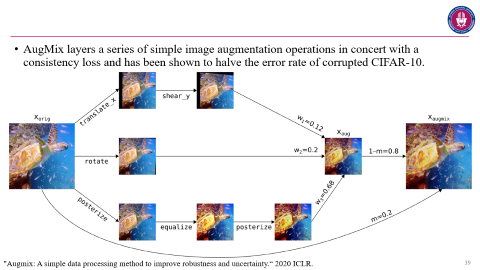 • AugMix layers a series of simple image augmentation operations in concert with a
consistency loss and has been shown to halve the error rate of corrupted CIFAR-10.
translate_x
shear_y
w₁=0.12
x_orig
x_aug
x_augmix
rotate
w₂=0.2
1-m=0.8
posterize
equalize
posterize
w₃=0.68
m=0.2
"Augmix: A simple data processing method to improve robustness and uncertainty." 2020 ICLR.
39